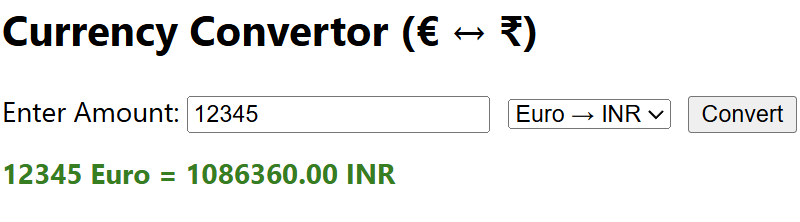 Currency Convertor (€ ↔ ₹)
Enter Amount: 12345 Euro → INR Convert
12345 Euro = 1086360.00 INR